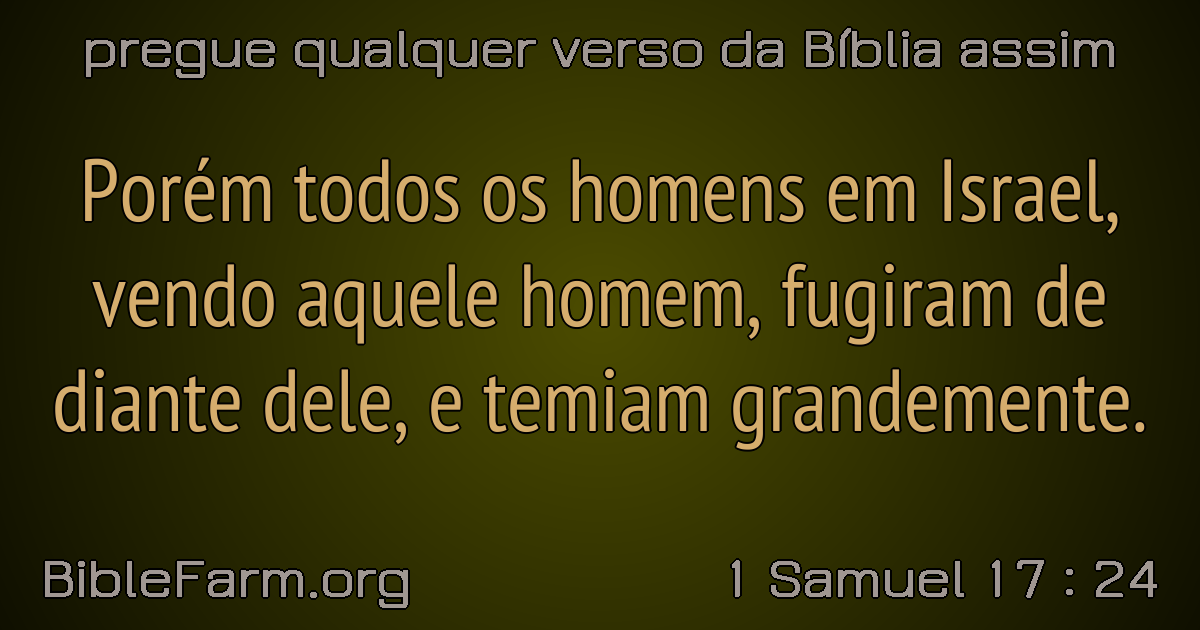 pregue qualquer verso da Bíblia assim
Porém todos os homens em Israel,
vendo aquele homem, fugiram de
diante dele, e temiam grandemente.
BibleFarm.org
1 Samuel 17 : 24